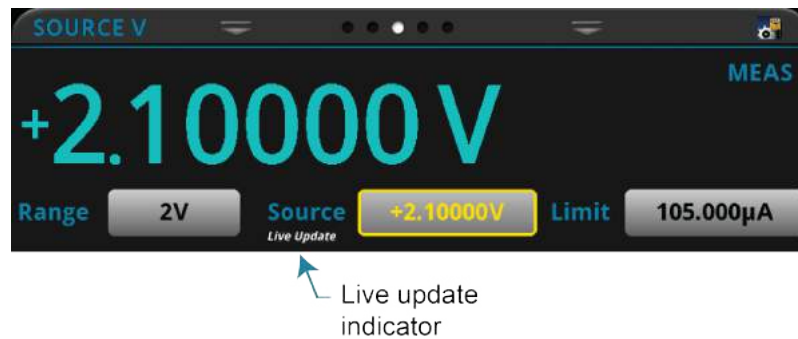 SOURCE V
MEAS
+2.10000 V
Range 2V Source +2.10000V Limit 105.000µA
Live Update
Live update
indicator